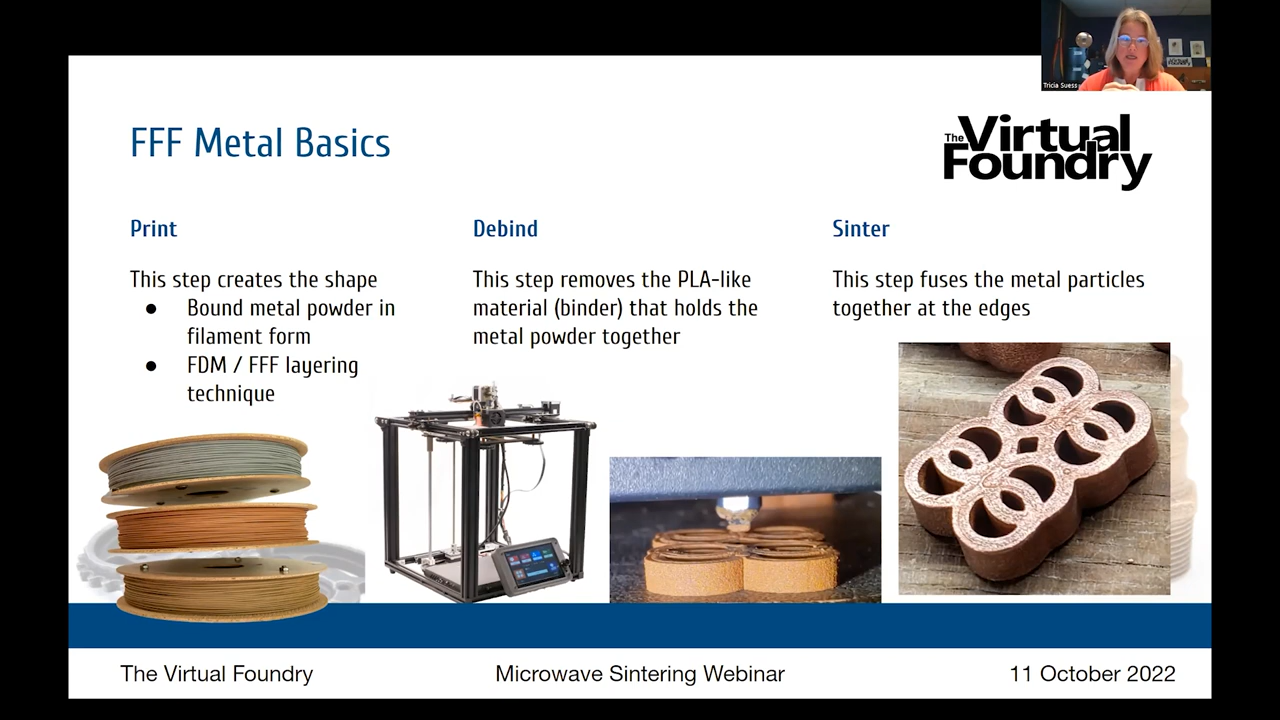 Tricia Suess
FFF Metal Basics
The Virtual
Foundry
Print
This step creates the shape
● Bound metal powder in
filament form
● FDM / FFF layering
technique
Debind
This step removes the PLA-like
material (binder) that holds the
metal powder together
Sinter
This step fuses the metal particles
together at the edges
The Virtual Foundry
Microwave Sintering Webinar
11 October 2022